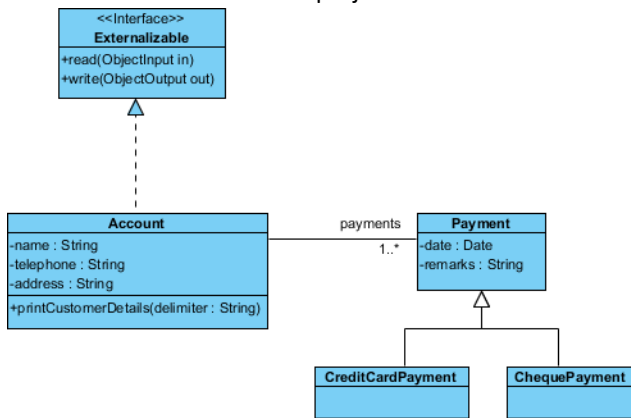 <<Interface>>
Externalizable
+read(ObjectInput in)
+write(ObjectOutput out)
Account
-name : String
-telephone : String
-address : String
+printCustomerDetails(delimiter : String)
payments
1..*
Payment
-date : Date
-remarks : String
CreditCardPayment
ChequePayment